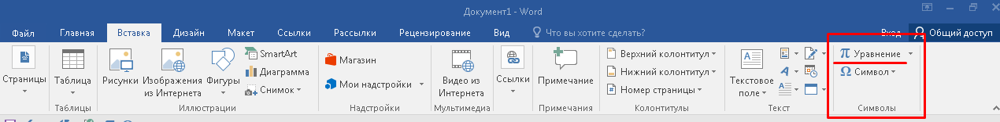 Документ1 - Word
Файл Главная Вставка Дизайн Макет Ссылки Рассылки Рецензирование Вид Что вы хотите сделать? Вход Общий доступ
Страницы
Таблица
Таблицы
Рисунки
Изображения
из Интернета
Фигуры
SmartArt
Диаграмма
Снимок
Иллюстрации
Магазин
Мои надстройки
Надстройки
Видео из
Интернета
Мультимедиа
Ссылки
Примечание
Примечания
Верхний колонтитул
Нижний колонтитул
Номер страницы
Колонтитулы
Текстовое
поле
Текст
π Уравнение
Ω Символ
Символы